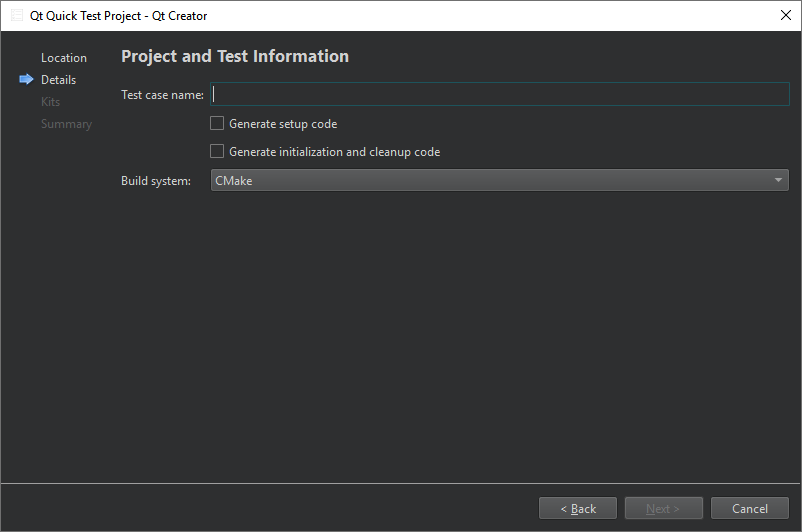 Qt Quick Test Project - Qt Creator
Location
Details
Kits
Summary
Project and Test Information
Test case name:
Generate setup code
Generate initialization and cleanup code
Build system: CMake
< Back Next > Cancel